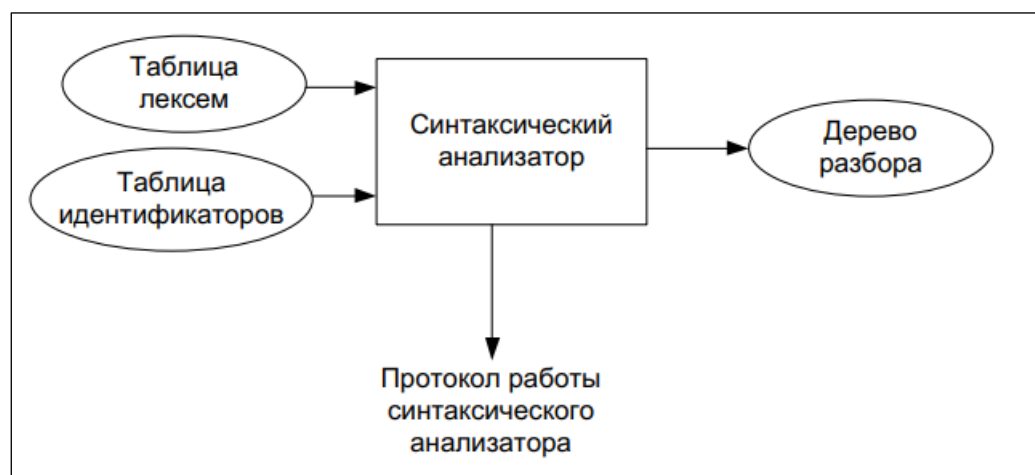 Таблица
лексем
Синтаксический
анализатор
Дерево
разбора
Таблица
идентификаторов
Протокол работы
синтаксического
анализатора